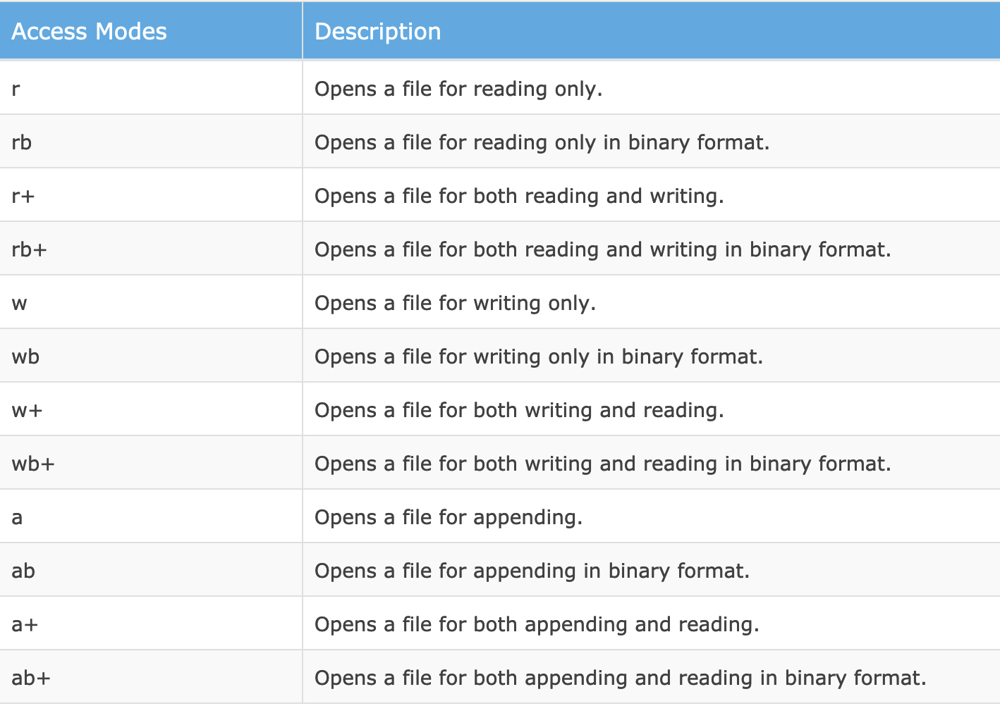 Access Modes Description
r Opens a file for reading only.
rb Opens a file for reading only in binary format.
r+ Opens a file for both reading and writing.
rb+ Opens a file for both reading and writing in binary format.
w Opens a file for writing only.
wb Opens a file for writing only in binary format.
w+ Opens a file for both writing and reading.
wb+ Opens a file for both writing and reading in binary format.
a Opens a file for appending.
ab Opens a file for appending in binary format.
a+ Opens a file for both appending and reading.
ab+ Opens a file for both appending and reading in binary format.